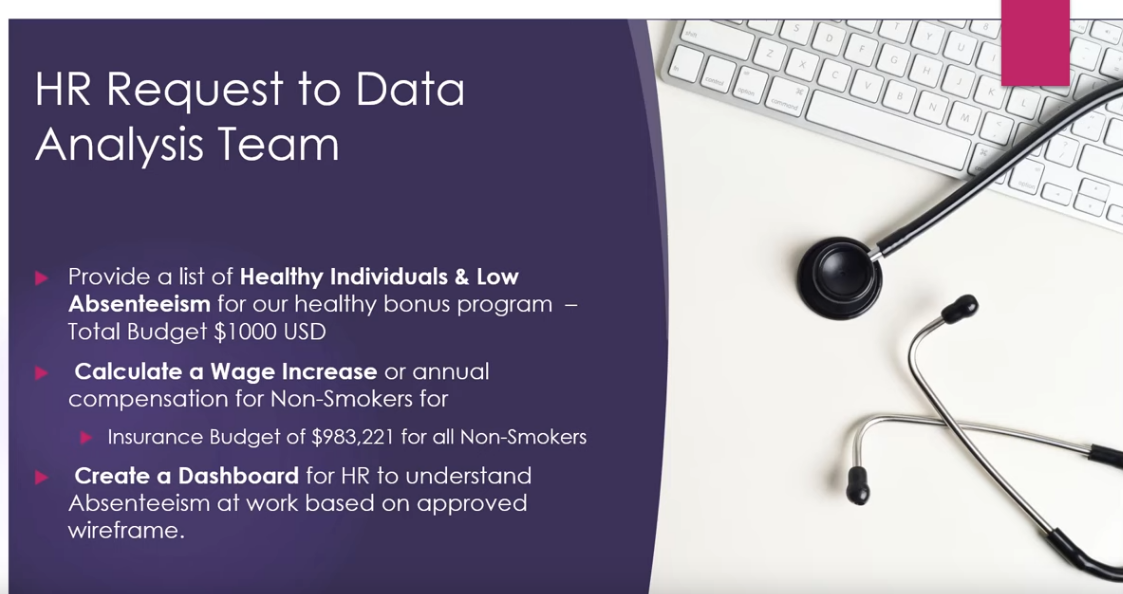 HR Request to Data
Analysis Team
Provide a list of Healthy Individuals & Low
Absenteeism for our healthy bonus program –
Total Budget $1000 USD
Calculate a Wage Increase or annual
compensation for Non-Smokers for
Insurance Budget of $983,221 for all Non-Smokers
Create a Dashboard for HR to understand
Absenteeism at work based on approved
wireframe.